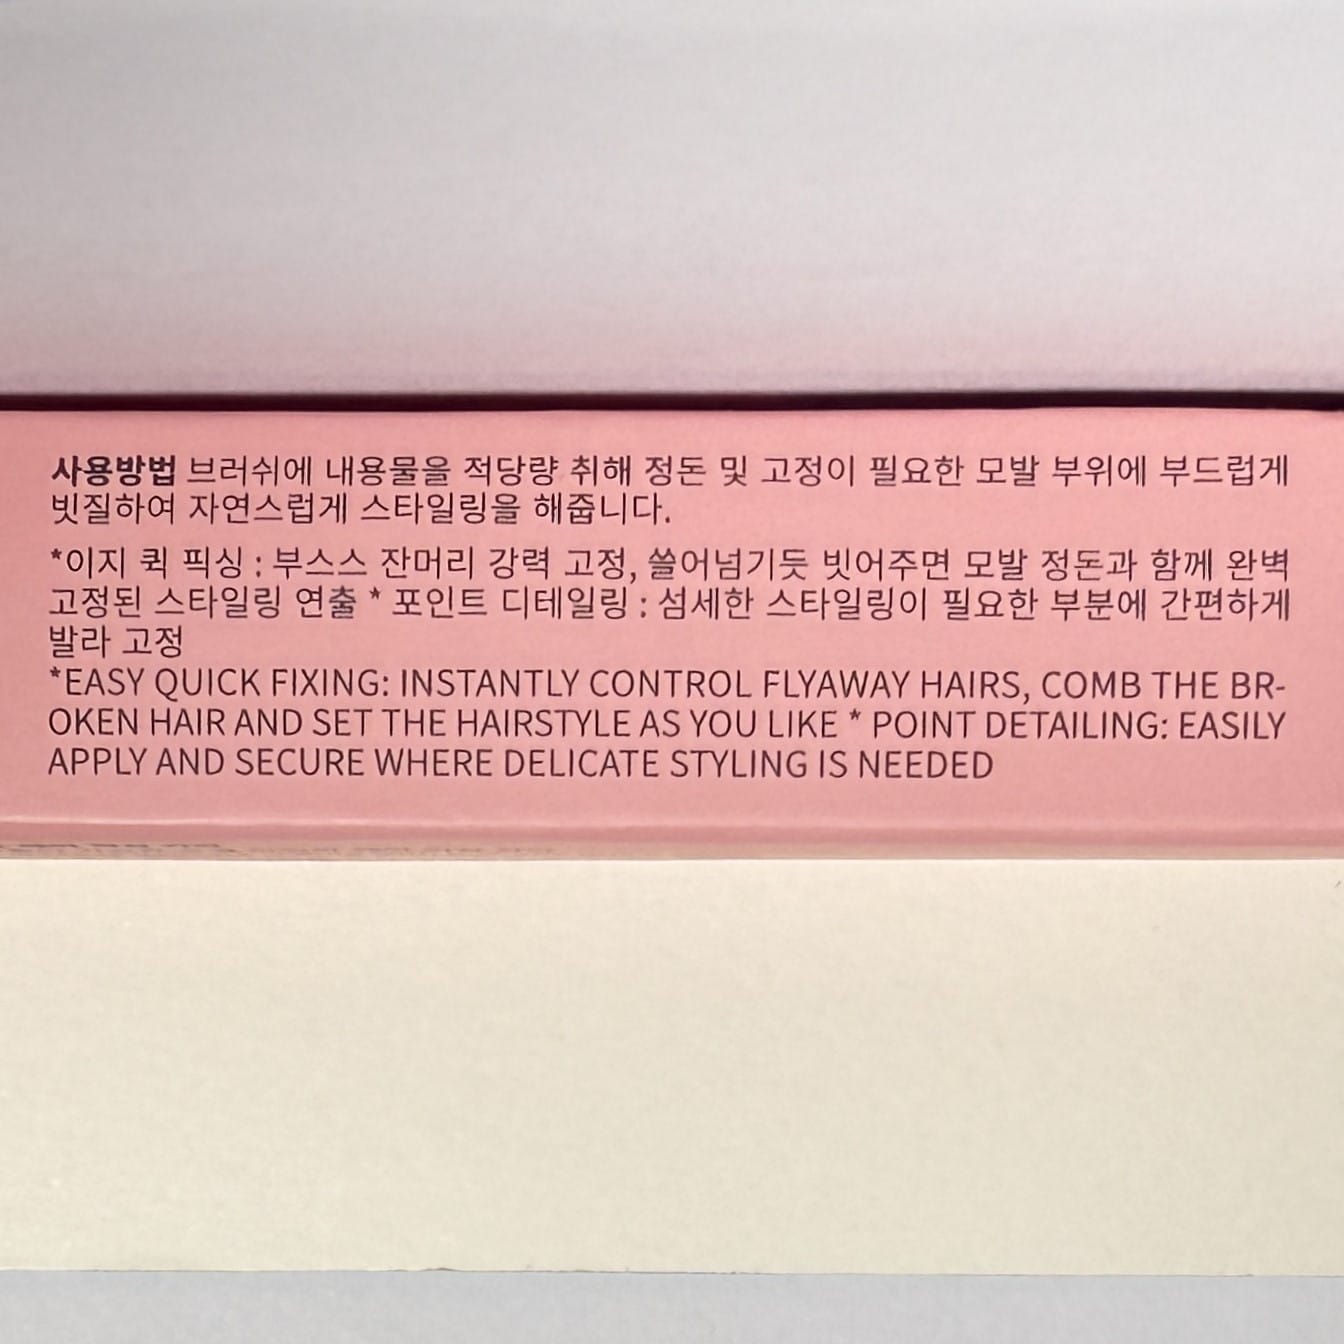 사용방법 브러쉬에 내용물을 적당량 취해 정돈 및 고정이 필요한 모발 부위에 부드럽게
빗질하여 자연스럽게 스타일링을 해줍니다.
*이지 퀵 픽싱 : 부스스 잔머리 강력 고정, 쓸어넘기듯 빗어주면 모발 정돈과 함께 완벽
고정된 스타일링 연출 * 포인트 디테일링 : 섬세한 스타일링이 필요한 부분에 간편하게
발라 고정
*EASY QUICK FIXING: INSTANTLY CONTROL FLYAWAY HAIRS, COMB THE BR-
OKEN HAIR AND SET THE HAIRSTYLE AS YOU LIKE * POINT DETAILING: EASILY
APPLY AND SECURE WHERE DELICATE STYLING IS NEEDED